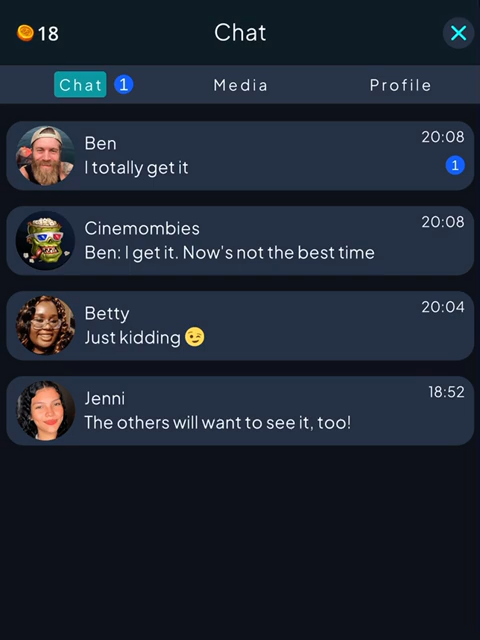 18
Chat
Chat 1 Media Profile
Ben 20:08
I totally get it 1
Cinemombies 20:08
Ben: I get it. Now's not the best time
Betty 20:04
Just kidding 😉
Jenni 18:52
The others will want to see it, too!